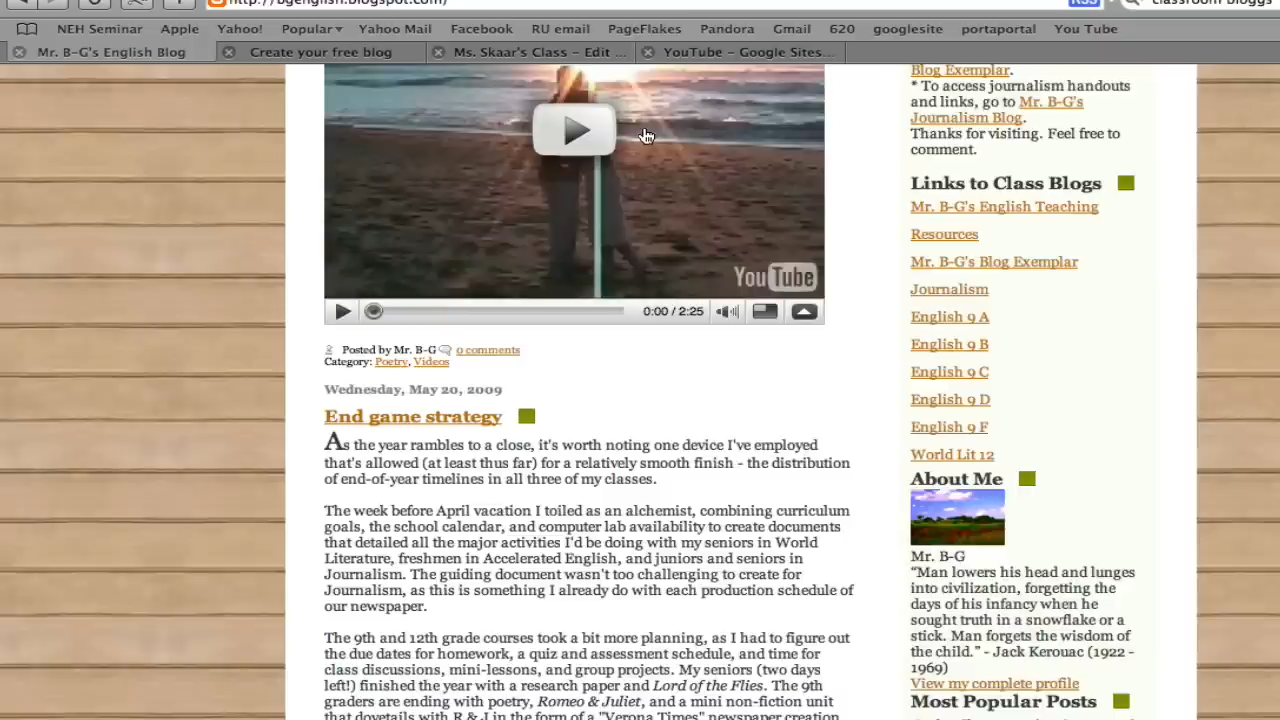 http://bgenglish.blogspot.com/
RSS
classroom bloggs
NEH Seminar Apple Yahoo! Popular▾ Yahoo Mail Facebook RU email PageFlakes Pandora Gmail 620 googlesite portaportal You Tube
Mr. B-G's English Blog Create your free blog Ms. Skaar's Class - Edit ... YouTube - Google Sites...
YouTube
0:00 / 2:25
Posted by Mr. B-G 0 comments
Category: Poetry, Videos
Wednesday, May 20, 2009
End game strategy
As the year rambles to a close, it's worth noting one device I've employed
that's allowed (at least thus far) for a relatively smooth finish - the distribution
of end-of-year timelines in all three of my classes.
The week before April vacation I toiled as an alchemist, combining curriculum
goals, the school calendar, and computer lab availability to create documents
that detailed all the major activities I'd be doing with my seniors in World
Literature, freshmen in Accelerated English, and juniors and seniors in
Journalism. The guiding document wasn't too challenging to create for
Journalism, as this is something I already do with each production schedule of
our newspaper.
The 9th and 12th grade courses took a bit more planning, as I had to figure out
the due dates for homework, a quiz and assessment schedule, and time for
class discussions, mini-lessons, and group projects. My seniors (two days
left!) finished the year with a research paper and Lord of the Flies. The 9th
graders are ending with poetry, Romeo & Juliet, and a mini non-fiction unit
that dovetails with R & J in the form of a "Verona Times" newspaper creation
Blog Exemplar.
* To access journalism handouts
and links, go to Mr. B-G's
Journalism Blog.
Thanks for visiting. Feel free to
comment.
Links to Class Blogs
Mr. B-G's English Teaching
Resources
Mr. B-G's Blog Exemplar
Journalism
English 9 A
English 9 B
English 9 C
English 9 D
English 9 F
World Lit 12
About Me
Mr. B-G
“Man lowers his head and lunges
into civilization, forgetting the
days of his infancy when he
sought truth in a snowflake or a
stick. Man forgets the wisdom of
the child.” - Jack Kerouac (1922 -
1969)
View my complete profile
Most Popular Posts